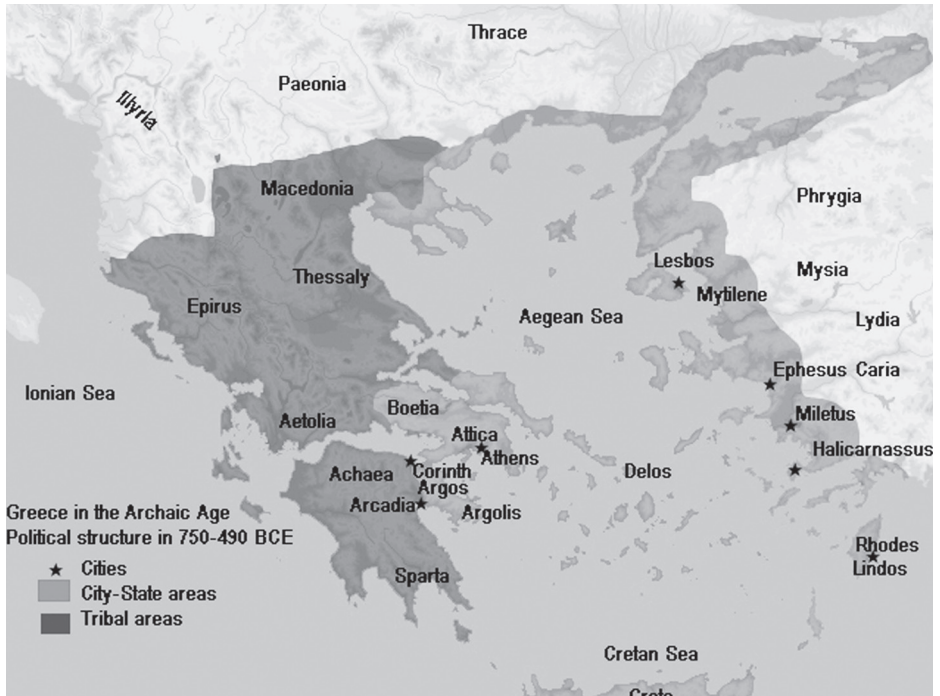 Thrace
Paeonia
Illyria
Macedonia
Phrygia
Lesbos
Mysia
Thessaly
Mytilene
Epirus
Aegean Sea
Lydia
Ephesus Caria
Ionian Sea
Boetia
Miletus
Aetolia
Attica
Halicarnassus
Athens
Achaea
Corinth
Delos
Argos
Arcadia
Argolis
Greece in the Archaic Age
Political structure in 750-490 BCE
Rhodes
Cities
Lindos
Sparta
City-State areas
Tribal areas
Cretan Sea
Crete